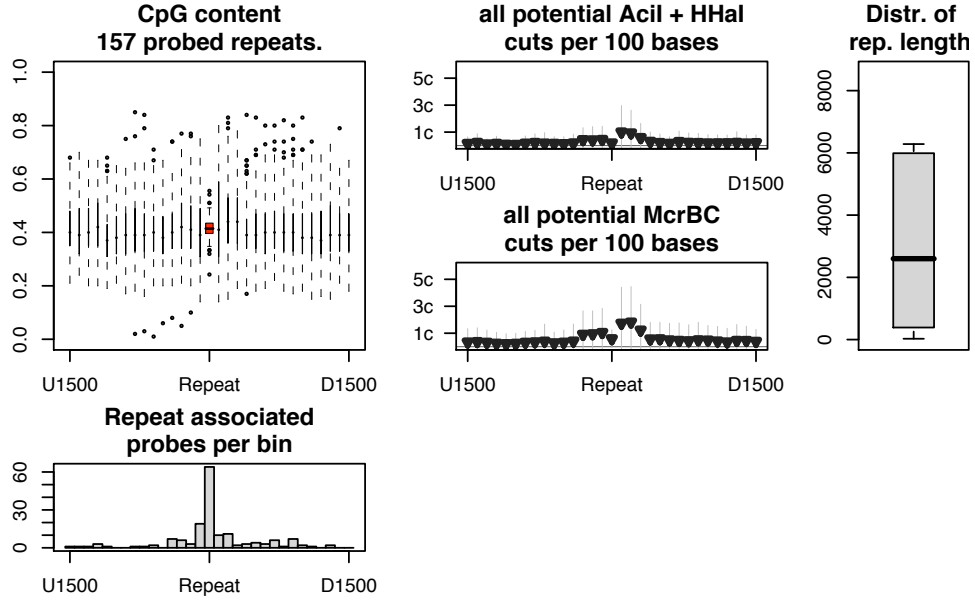 CpG content
157 probed repeats.
0.0
0.2
0.4
0.6
0.8
1.0
U1500
Repeat
D1500
all potential AciI + HHaI
cuts per 100 bases
5c
3c
1c
U1500
Repeat
D1500
all potential McrBC
cuts per 100 bases
5c
3c
1c
U1500
Repeat
D1500
Distr. of
rep. length
0
2000
4000
6000
8000
Repeat associated
probes per bin
0
30
60
U1500
Repeat
D1500